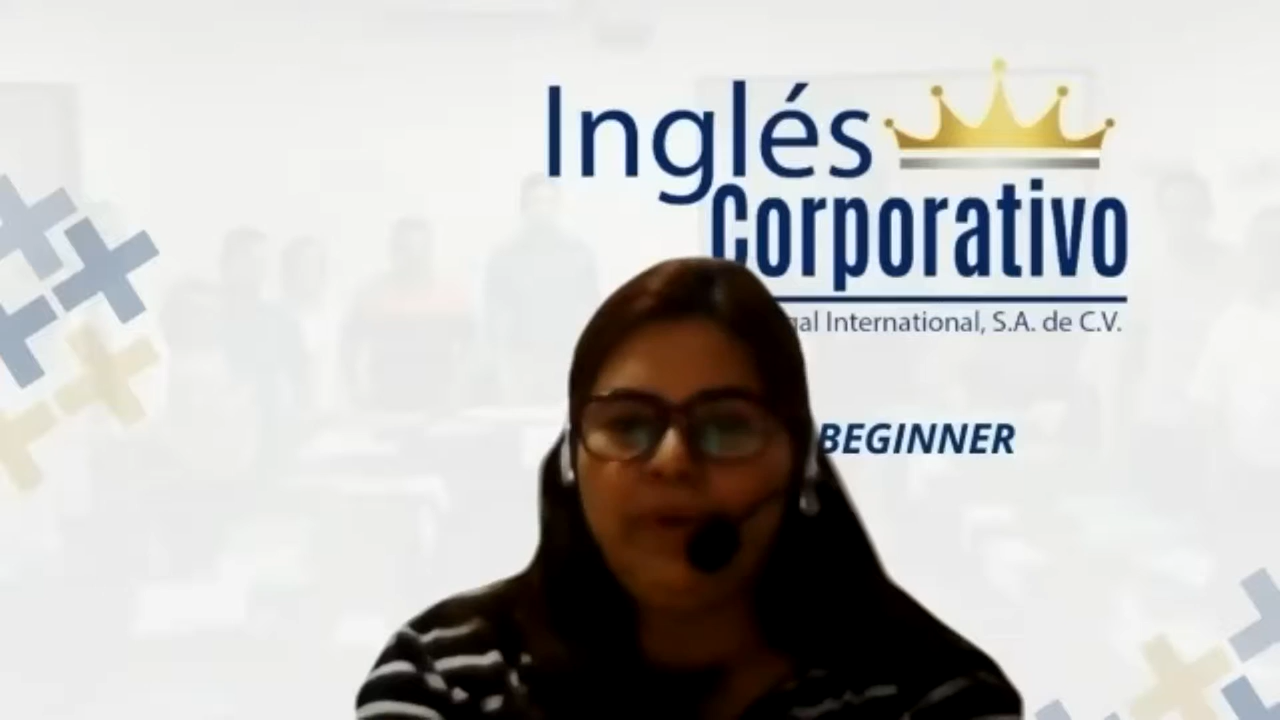 Inglés
Corporativo
International, S.A. de C.V.
BEGINNER